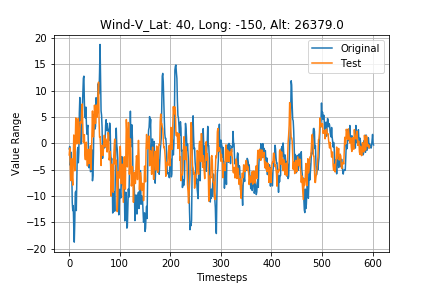 Wind-V_Lat: 40, Long: -150, Alt: 26379.0
Original
Test
Value Range
20
15
10
5
0
−5
−10
−15
−20
0 100 200 300 400 500 600
Timesteps